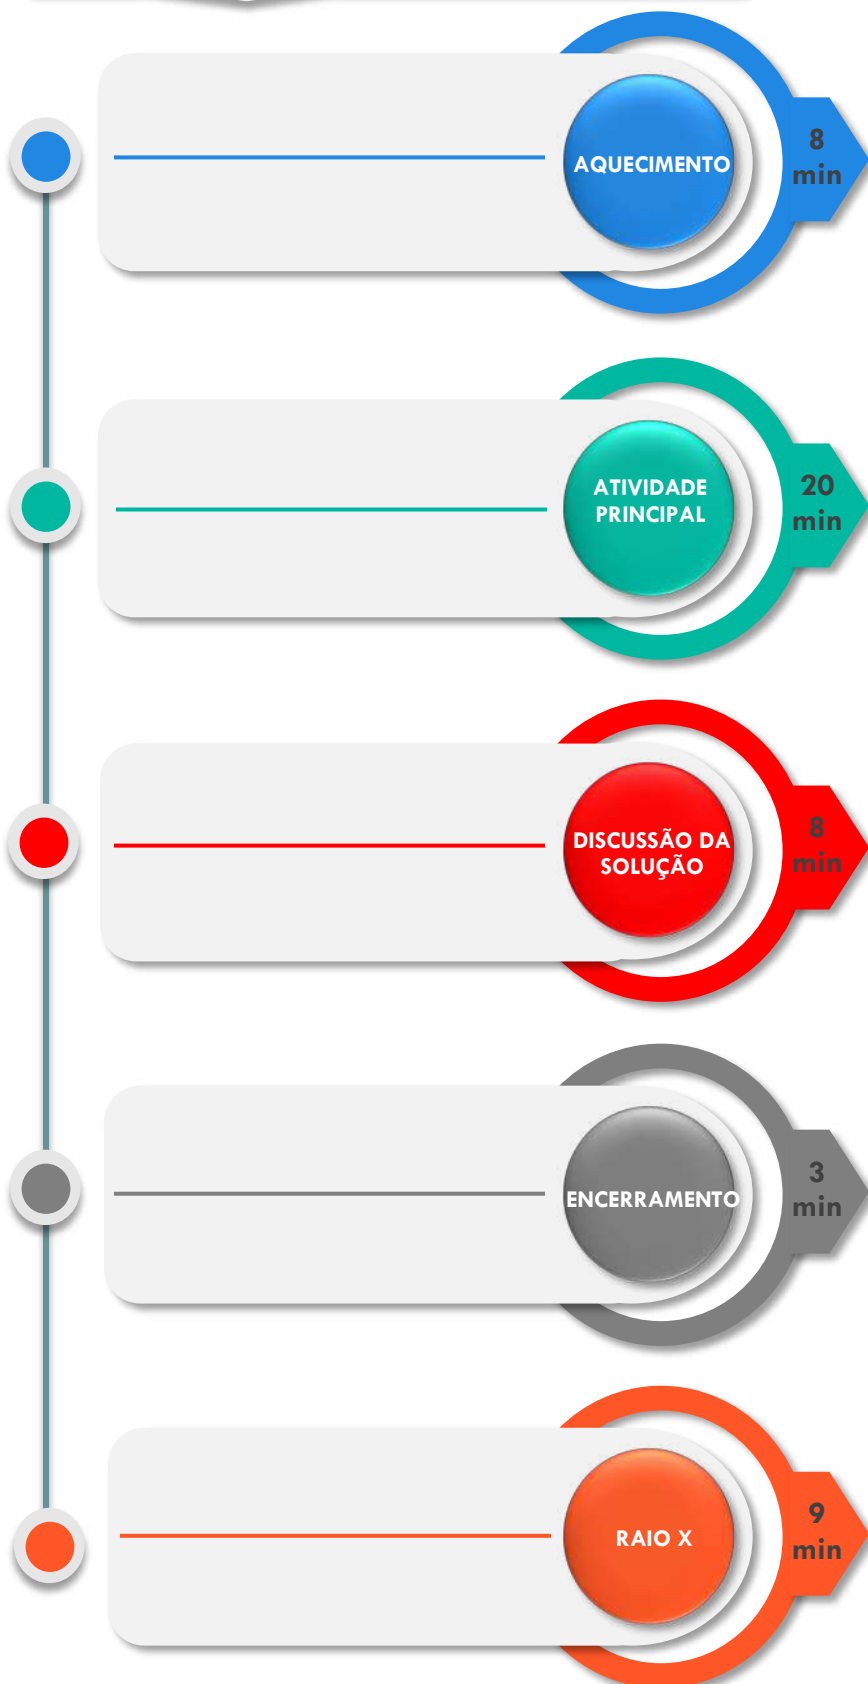 AQUECIMENTO
8
min
ATIVIDADE
PRINCIPAL
20
min
DISCUSSÃO DA
SOLUÇÃO
8
min
ENCERRAMENTO
3
min
RAIO X
9
min